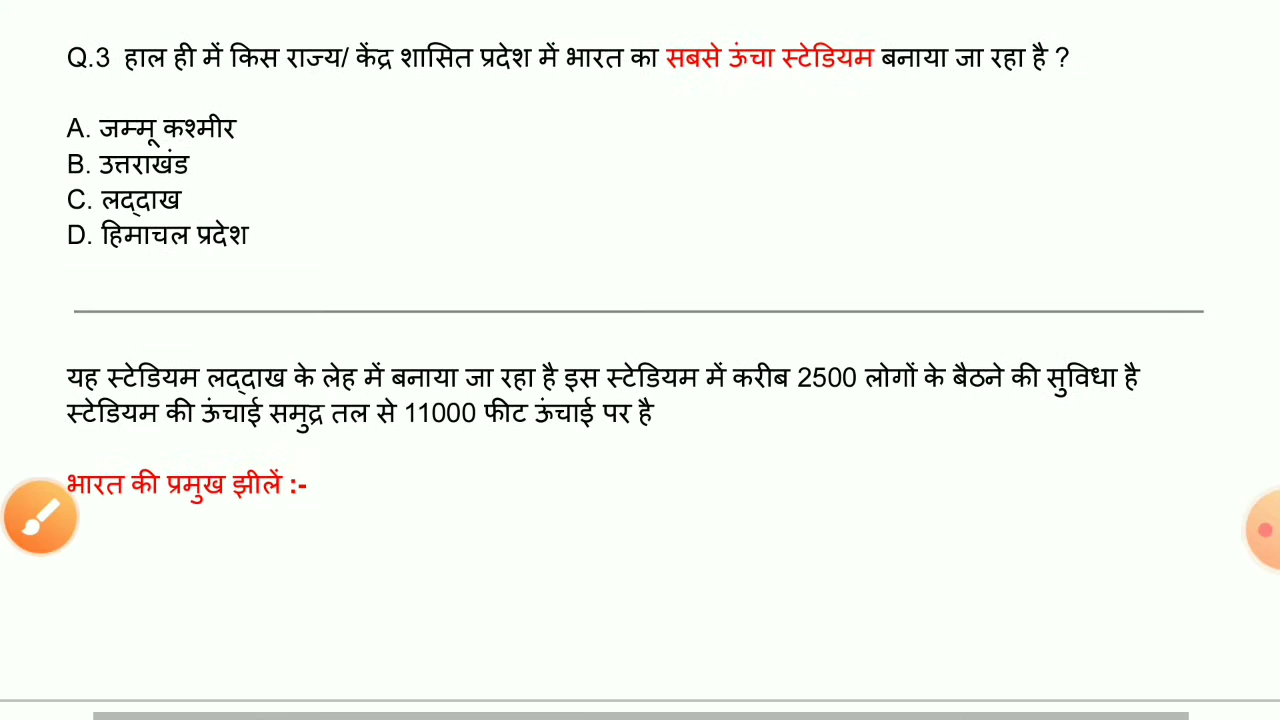 Q.3 हाल ही में किस राज्य/ केंद्र शासित प्रदेश में भारत का सबसे ऊंचा स्टेडियम बनाया जा रहा है ?
A. जम्मू कश्मीर
B. उत्तराखंड
C. लद्दाख
D. हिमाचल प्रदेश
यह स्टेडियम लद्दाख के लेह में बनाया जा रहा है इस स्टेडियम में करीब 2500 लोगों के बैठने की सुविधा है
स्टेडियम की ऊंचाई समुद्र तल से 11000 फीट ऊंचाई पर है
भारत की प्रमुख झीलें :-